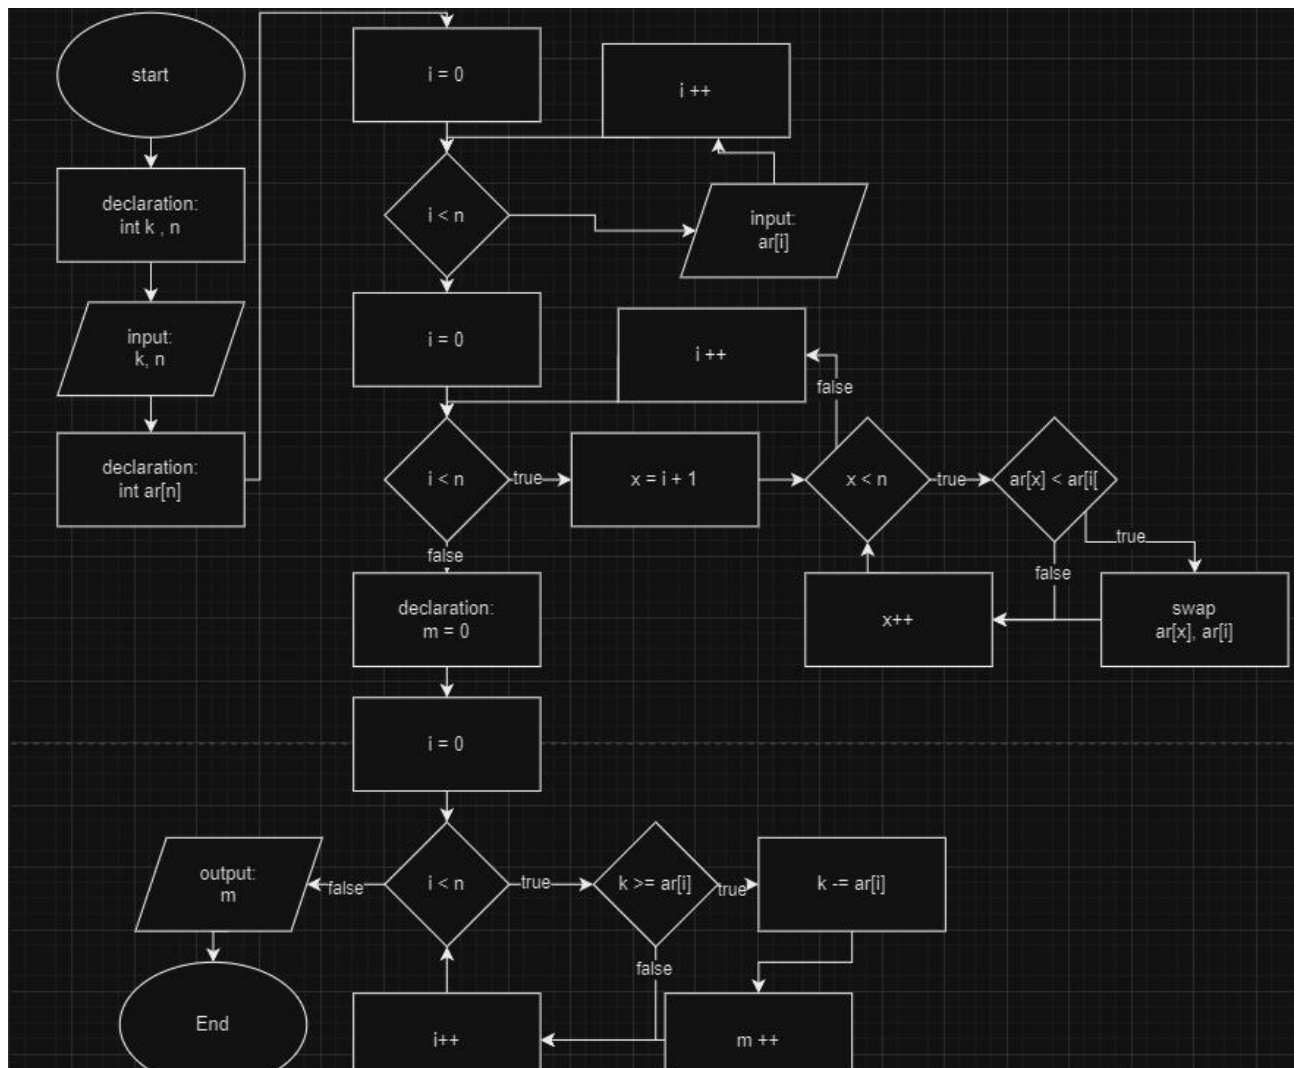 start
declaration:
int k , n
input:
k, n
declaration:
int ar[n]
i = 0
i ++
i < n
input:
ar[i]
i = 0
i ++
false
i < n
true
x = i + 1
x < n
true
ar[x] < ar[i[
true
false
false
declaration:
m = 0
x++
swap
ar[x], ar[i]
i = 0
output:
m
false
i < n
true
k >= ar[i]
true
k -= ar[i]
false
End
i++
m ++